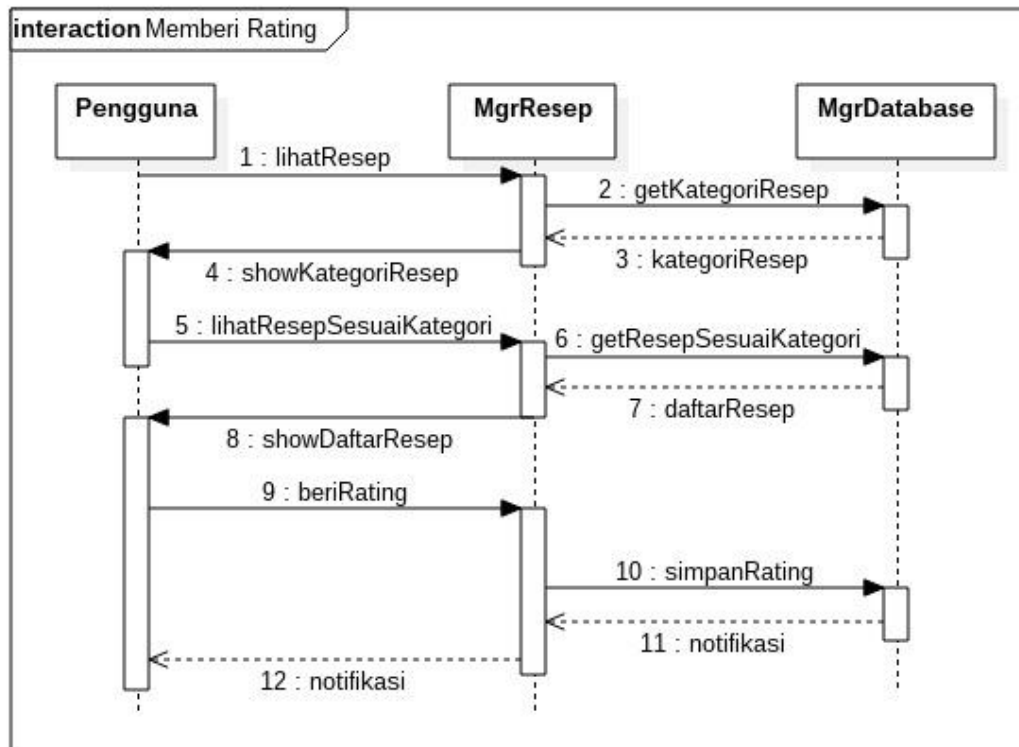 interaction Memberi Rating
Pengguna
MgrResep
MgrDatabase
1 : lihatResep
2 : getKategoriResep
3 : kategoriResep
4 : showKategoriResep
5 : lihatResepSesuaiKategori
6 : getResepSesuaiKategori
7 : daftarResep
8 : showDaftarResep
9 : beriRating
10 : simpanRating
11 : notifikasi
12 : notifikasi